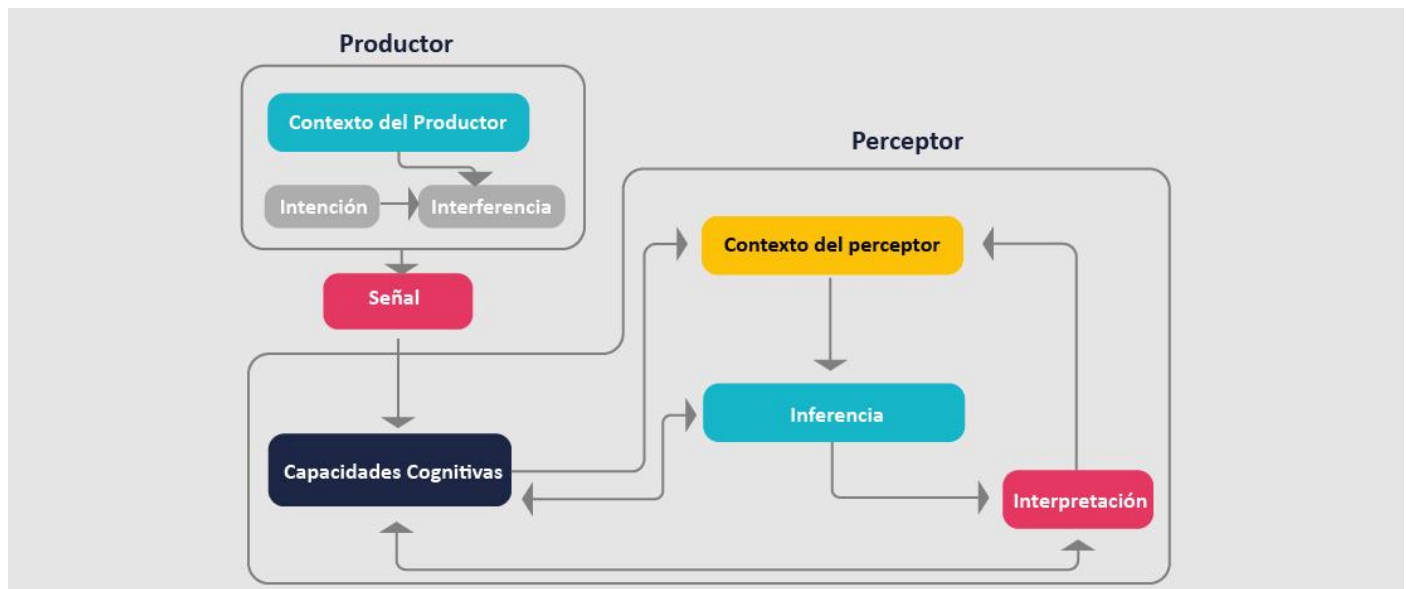 Productor
Contexto del Productor
Intención
Interferencia
Señal
Perceptor
Contexto del perceptor
Inferencia
Capacidades Cognitivas
Interpretación